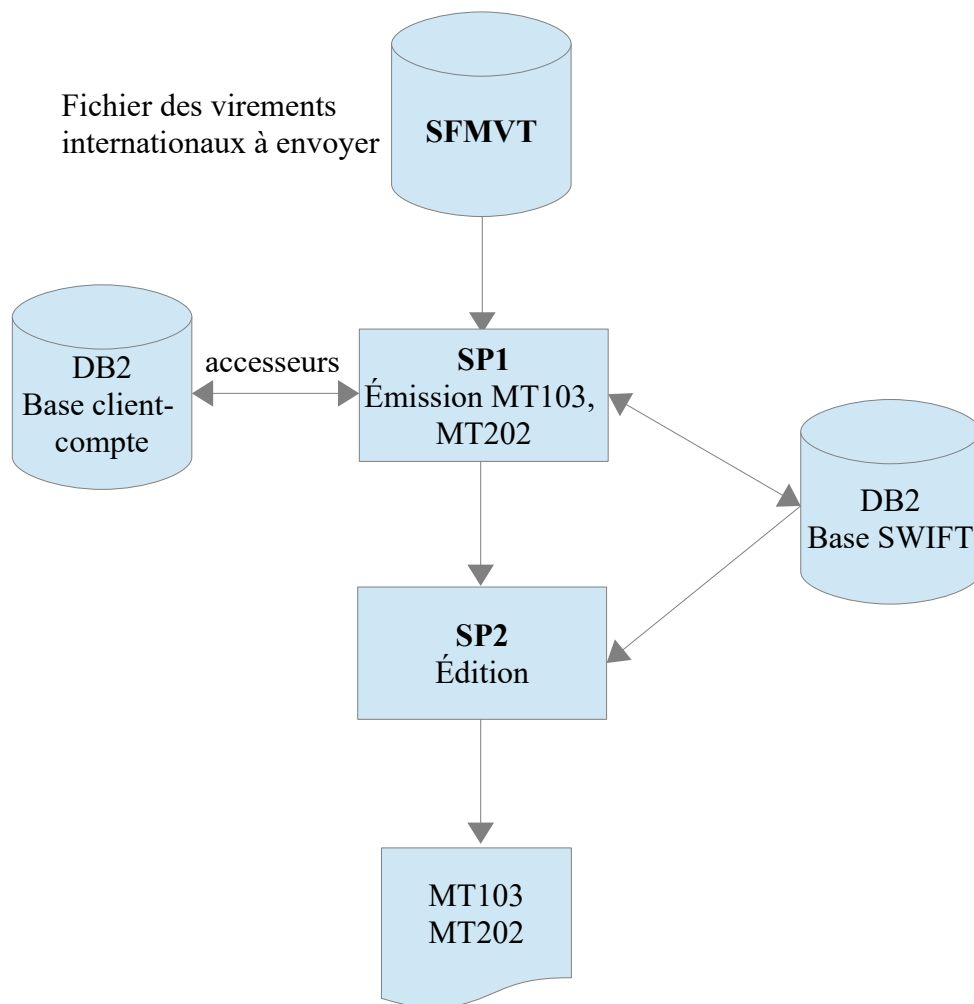 Fichier des virements
internationaux à envoyer
SFMVT
DB2
Base client-
compte
accesseurs
SP1
Émission MT103,
MT202
DB2
Base SWIFT
SP2
Édition
MT103
MT202